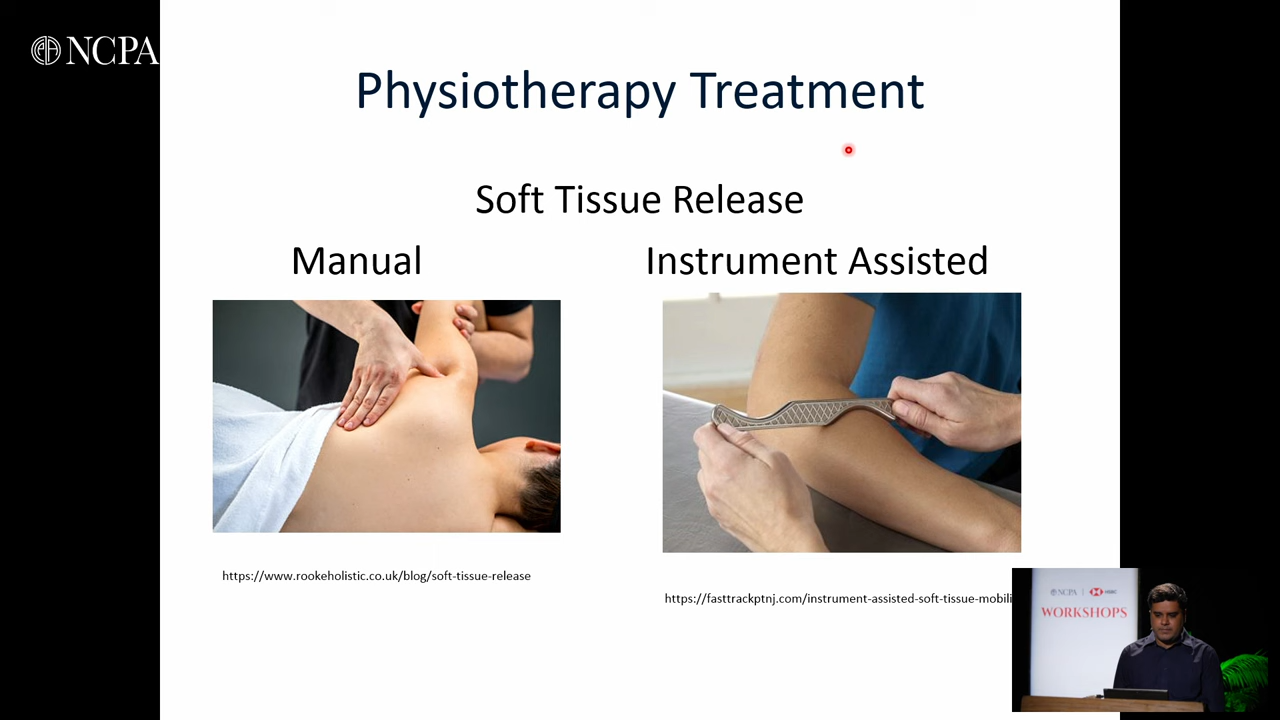 NCPA
Physiotherapy Treatment
Soft Tissue Release
Manual
Instrument Assisted
https://www.rookeholistic.co.uk/blog/soft-tissue-release
https://fasttrackptnj.com/instrument-assisted-soft-tissue-mobili
NCPA
HSBC
WORKSHOPS